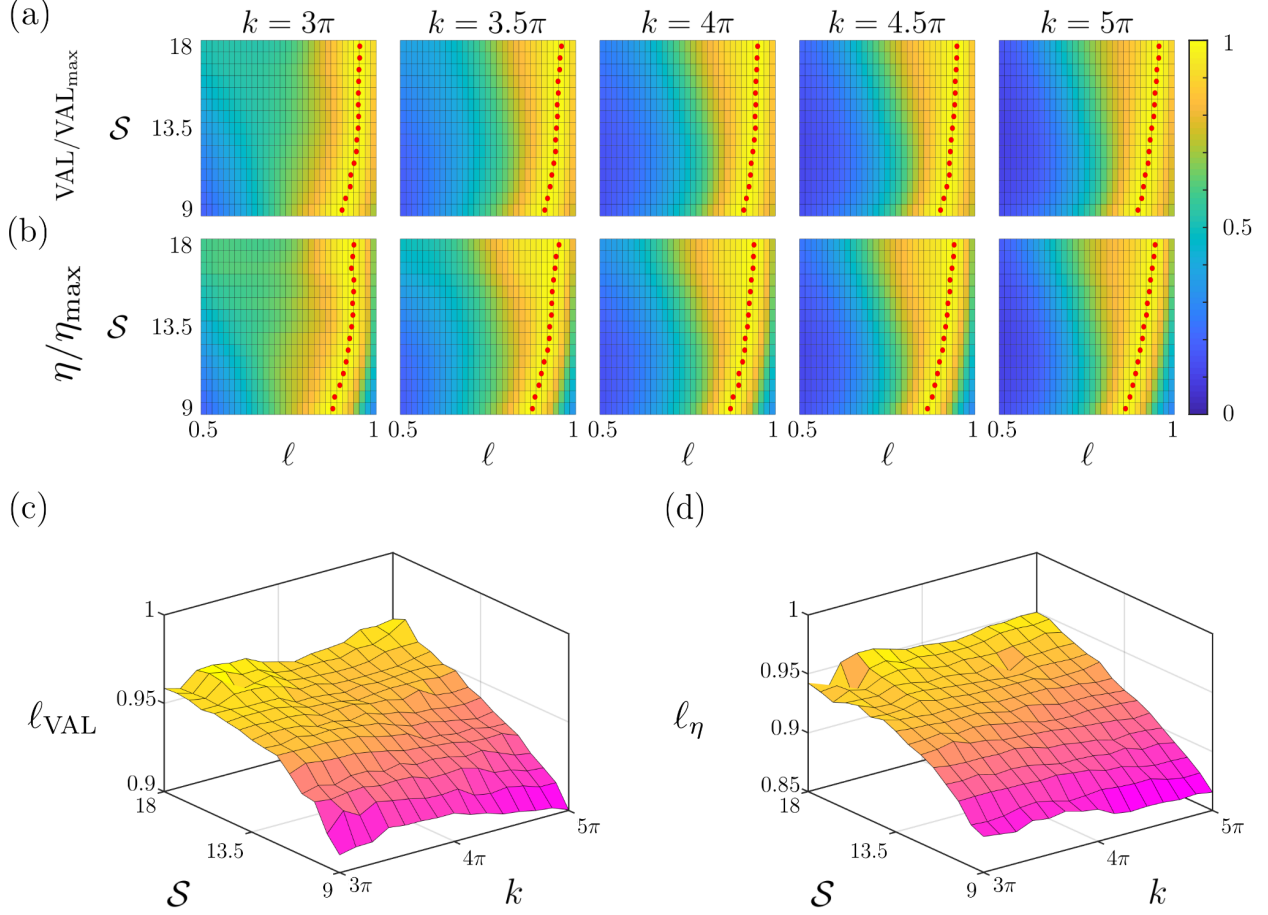 (a)
k = 3π
k = 3.5π
k = 4π
k = 4.5π
k = 5π
VAL/VAL_max
𝒮
18
13.5
9
(b)
η/η_max
𝒮
18
13.5
9
0.5 1
0.5 1
0.5 1
0.5 1
0.5 1
ℓ
ℓ
ℓ
ℓ
ℓ
1
0.5
0
(c)
1
0.95
0.9
ℓ_VAL
18
13.5
9
𝒮
3π
4π
5π
k
(d)
1
0.95
0.9
0.85
ℓ_η
18
13.5
9
𝒮
3π
4π
5π
k